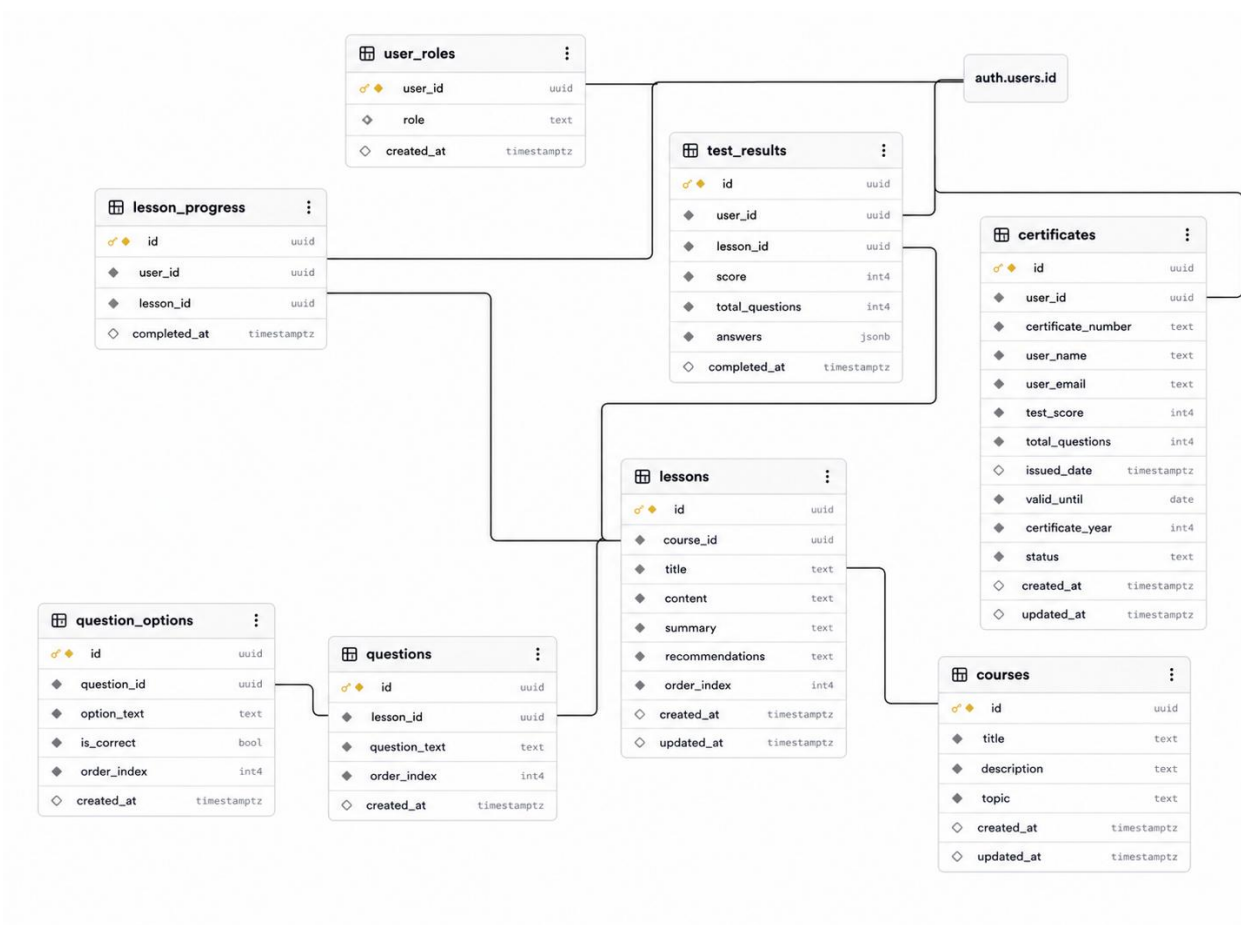 user_roles
user_id uuid
role text
created_at timestamptz
auth.users.id
test_results
id uuid
user_id uuid
lesson_id uuid
score int4
total_questions int4
answers jsonb
completed_at timestamptz
lesson_progress
id uuid
user_id uuid
lesson_id uuid
completed_at timestamptz
certificates
id uuid
user_id uuid
certificate_number text
user_name text
user_email text
test_score int4
total_questions int4
issued_date timestamptz
valid_until date
certificate_year int4
status text
created_at timestamptz
updated_at timestamptz
lessons
id uuid
course_id uuid
title text
content text
summary text
recommendations text
order_index int4
created_at timestamptz
updated_at timestamptz
question_options
id uuid
question_id uuid
option_text text
is_correct bool
order_index int4
created_at timestamptz
questions
id uuid
lesson_id uuid
question_text text
order_index int4
created_at timestamptz
courses
id uuid
title text
description text
topic text
created_at timestamptz
updated_at timestamptz